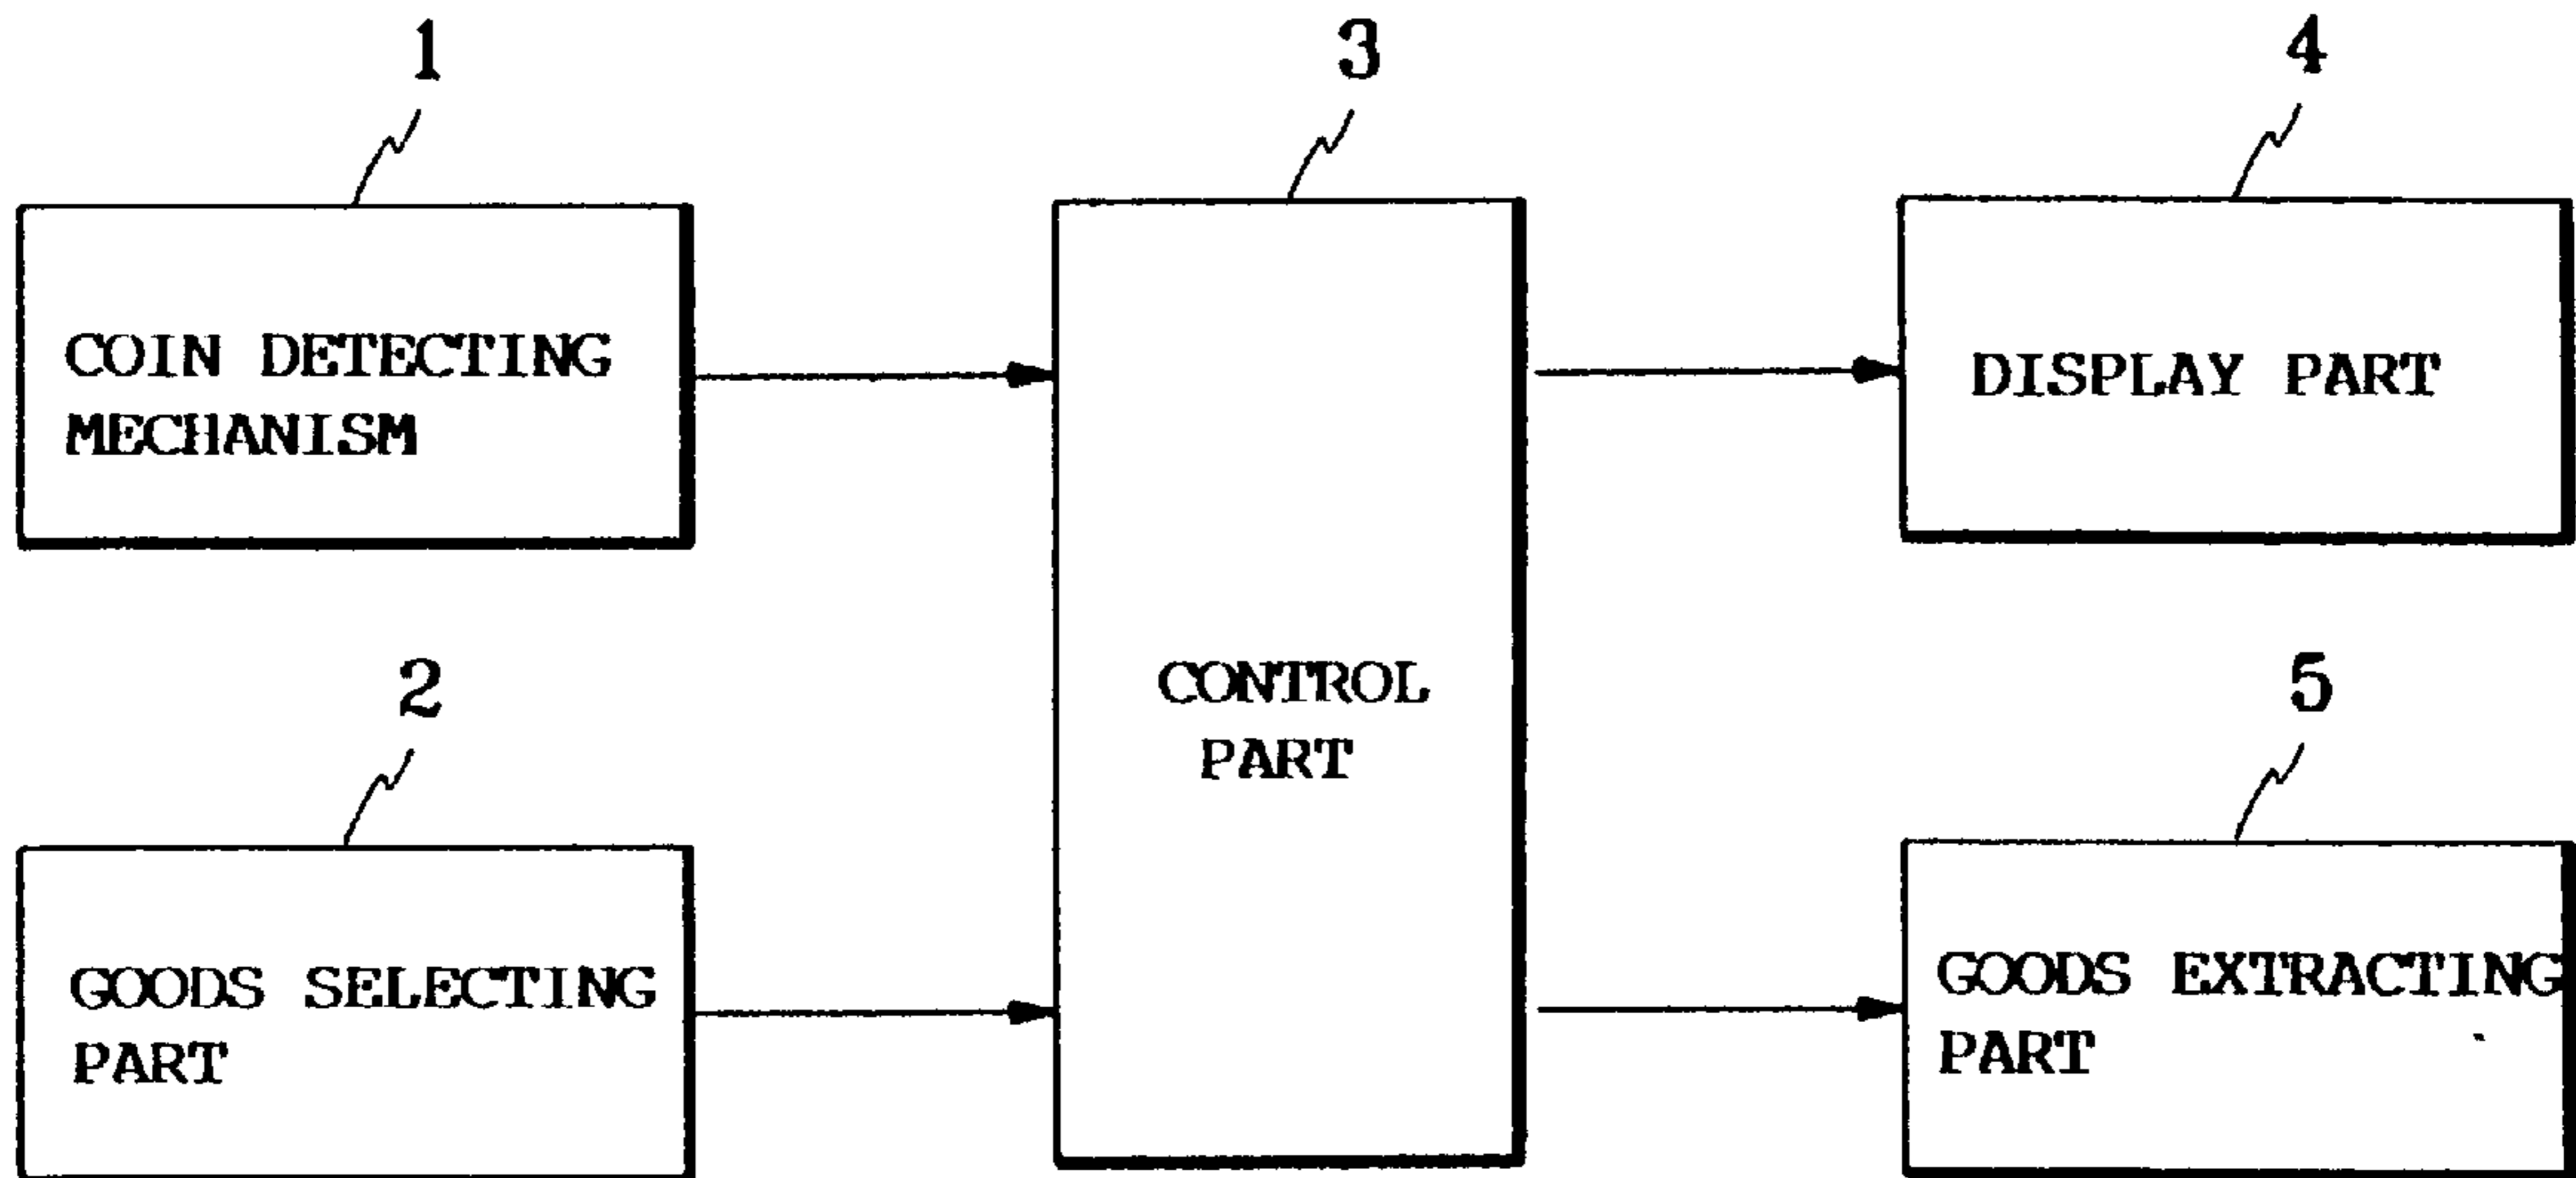 1
COIN DETECTING
MECHANISM
2
GOODS SELECTING
PART
3
CONTROL
PART
4
DISPLAY PART
5
GOODS EXTRACTING
PART